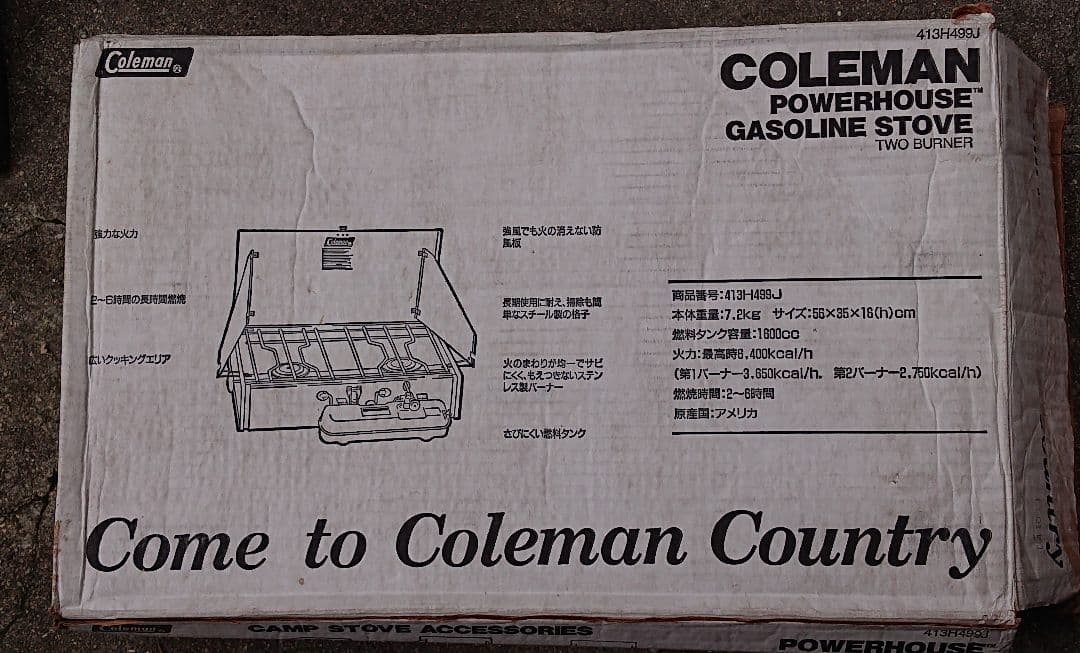 413H499J
Coleman
COLEMAN
POWERHOUSE™
GASOLINE STOVE
TWO BURNER
強力な火力
2〜6時間の長時間燃焼
広いクッキングエリア
Coleman
強風でも火の消えない防
風板
長期使用に耐え、掃除も簡
単なスチール製の格子
火のまわりが均一でサビ
にくく、もえつきないステン
レス製バーナー
さびにくい燃料タンク
商品番号:413H499J
本体重量:7.2kg サイズ:56×35×16(h)cm
燃料タンク容量:1600cc
火力:最高時6,400kcal/h
(第1バーナー3.650kcal/h. 第2バーナー2,750kcal/h)
燃焼時間:2〜6時間
原産国:アメリカ
Come to Coleman Country
Coleman
CAMP STOVE ACCESSORIES
413H499J
POWERHOUSE™